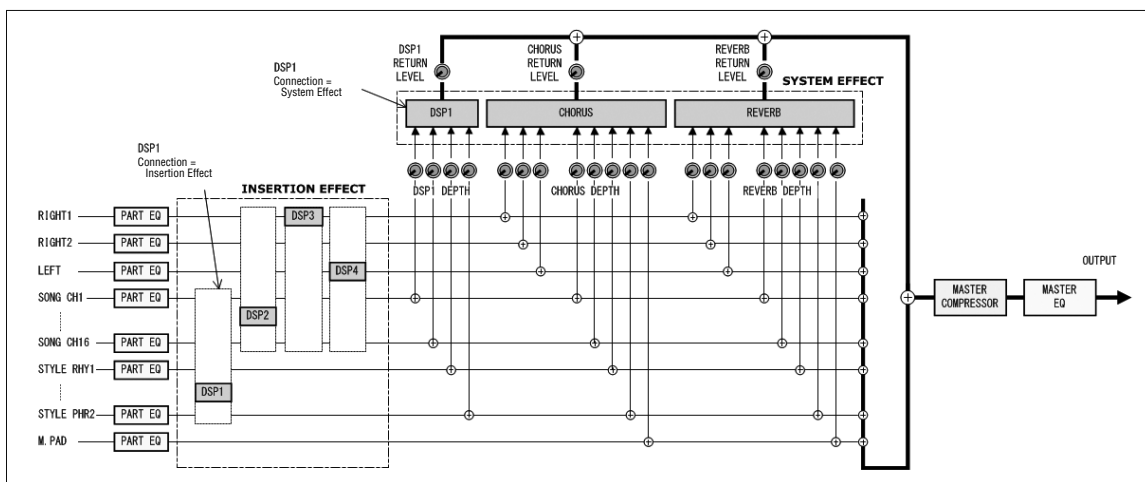 DSP1
RETURN
LEVEL
CHORUS
RETURN
LEVEL
REVERB
RETURN
LEVEL
DSP1
Connection =
System Effect
SYSTEM EFFECT
DSP1
CHORUS
REVERB
DSP1
Connection =
Insertion Effect
DSP1 DEPTH
CHORUS DEPTH
REVERB DEPTH
INSERTION EFFECT
RIGHT1
PART EQ
DSP3
RIGHT2
PART EQ
LEFT
PART EQ
DSP4
OUTPUT
SONG CH1
PART EQ
MASTER
COMPRESSOR
MASTER
EQ
DSP2
SONG CH16
PART EQ
STYLE RHY1
PART EQ
DSP1
STYLE PHR2
PART EQ
M.PAD
PART EQ